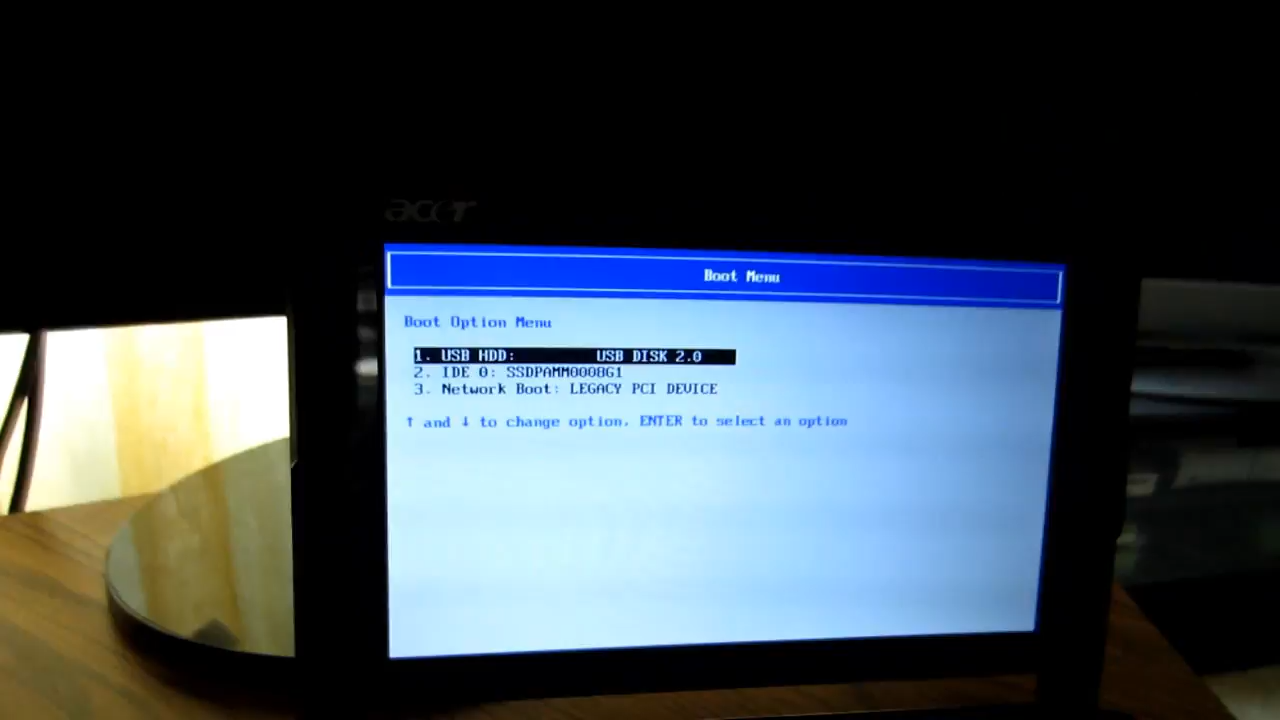 acer
Boot Menu
Boot Option Menu
1. USB HDD: USB DISK 2.0
2. IDE 0: SSDPAMM0008G1
3. Network Boot: LEGACY PCI DEVICE
↑ and ↓ to change option, ENTER to select an option